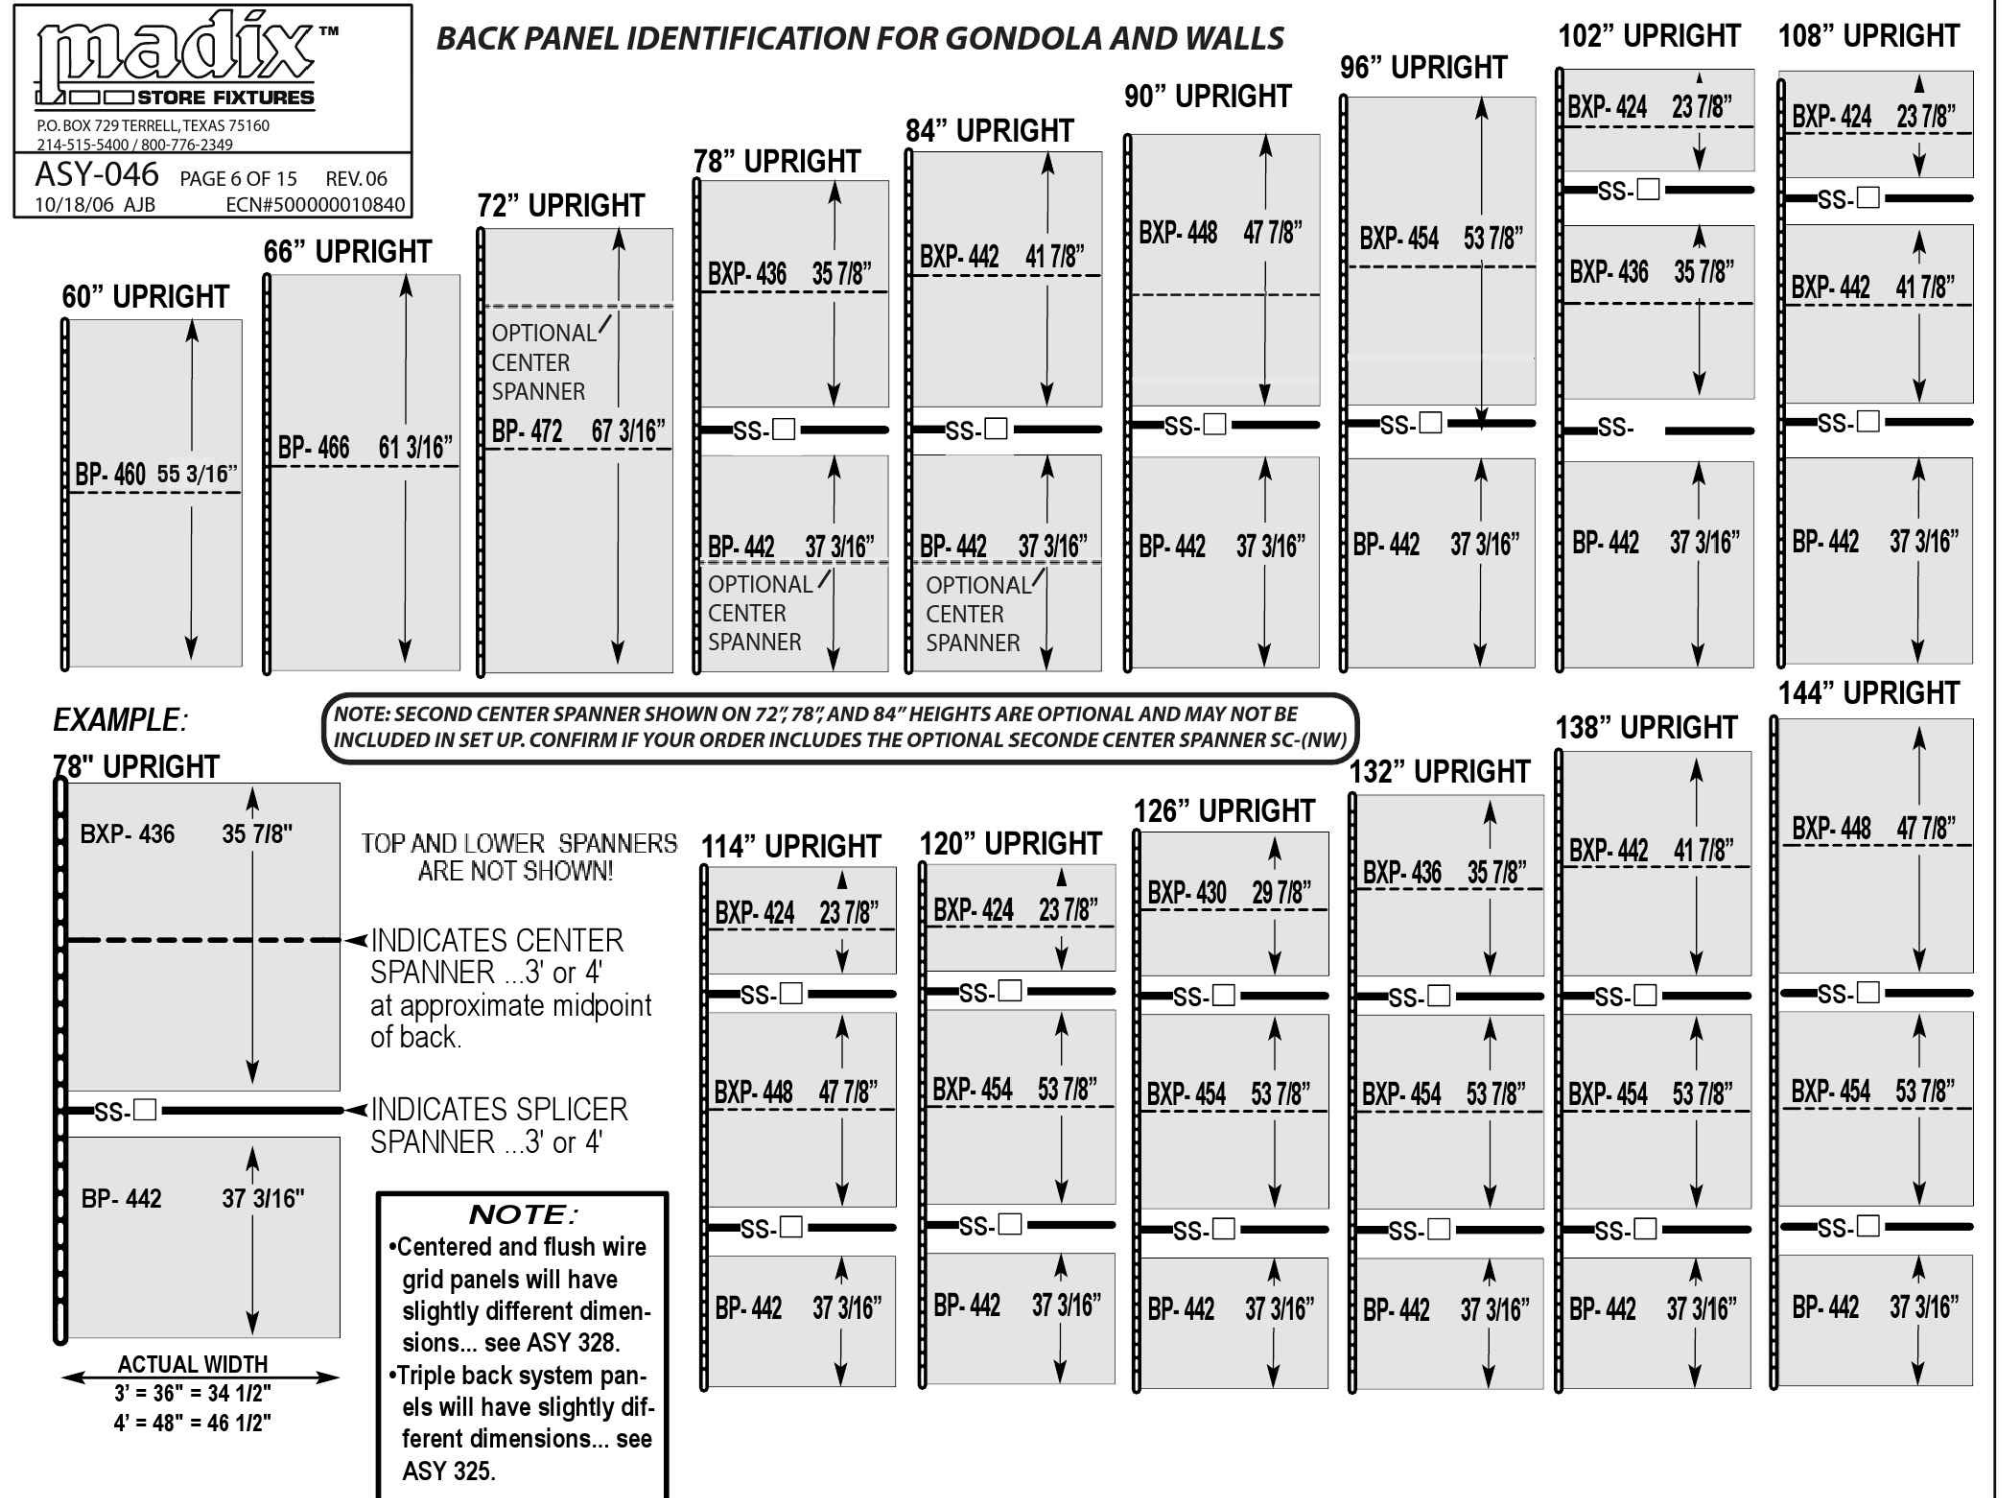 madix™
STORE FIXTURES
P.O. BOX 729 TERRELL, TEXAS 75160
214-515-5400 / 800-776-2349
ASY-046 PAGE 6 OF 15 REV. 06
10/18/06 AJB ECN#500000010840
BACK PANEL IDENTIFICATION FOR GONDOLA AND WALLS
60” UPRIGHT
BP- 460 55 3/16”
66” UPRIGHT
BP- 466 61 3/16”
72” UPRIGHT
OPTIONAL
CENTER
SPANNER
BP- 472 67 3/16”
78” UPRIGHT
BXP- 436 35 7/8”
SS-
BP- 442 37 3/16”
OPTIONAL
CENTER
SPANNER
84” UPRIGHT
BXP- 442 41 7/8”
SS-
BP- 442 37 3/16”
OPTIONAL
CENTER
SPANNER
90” UPRIGHT
BXP- 448 47 7/8”
SS-
BP- 442 37 3/16”
96” UPRIGHT
BXP- 454 53 7/8”
SS-
BP- 442 37 3/16”
102” UPRIGHT
BXP- 424 23 7/8”
SS-
BXP- 436 35 7/8”
SS-
BP- 442 37 3/16”
108” UPRIGHT
BXP- 424 23 7/8”
SS-
BXP- 442 41 7/8”
SS-
BP- 442 37 3/16”
NOTE: SECOND CENTER SPANNER SHOWN ON 72”, 78”, AND 84” HEIGHTS ARE OPTIONAL AND MAY NOT BE
INCLUDED IN SET UP. CONFIRM IF YOUR ORDER INCLUDES THE OPTIONAL SECONDE CENTER SPANNER SC-(NW)
EXAMPLE:
78" UPRIGHT
BXP- 436 35 7/8"
SS-
BP- 442 37 3/16"
ACTUAL WIDTH
3’ = 36" = 34 1/2"
4’ = 48" = 46 1/2"
TOP AND LOWER SPANNERS
ARE NOT SHOWN!
INDICATES CENTER
SPANNER ...3' or 4'
at approximate midpoint
of back.
INDICATES SPLICER
SPANNER ...3' or 4'
NOTE:
•Centered and flush wire
grid panels will have
slightly different dimen-
sions... see ASY 328.
•Triple back system pan-
els will have slightly dif-
ferent dimensions... see
ASY 325.
114” UPRIGHT
BXP- 424 23 7/8”
SS-
BXP- 448 47 7/8”
SS-
BP- 442 37 3/16”
120” UPRIGHT
BXP- 424 23 7/8”
SS-
BXP- 454 53 7/8”
SS-
BP- 442 37 3/16”
126” UPRIGHT
BXP- 430 29 7/8”
SS-
BXP- 454 53 7/8”
SS-
BP- 442 37 3/16”
132” UPRIGHT
BXP- 436 35 7/8”
SS-
BXP- 454 53 7/8”
SS-
BP- 442 37 3/16”
138” UPRIGHT
BXP- 442 41 7/8”
SS-
BXP- 454 53 7/8”
SS-
BP- 442 37 3/16”
144” UPRIGHT
BXP- 448 47 7/8”
SS-
BXP- 454 53 7/8”
SS-
BP- 442 37 3/16”